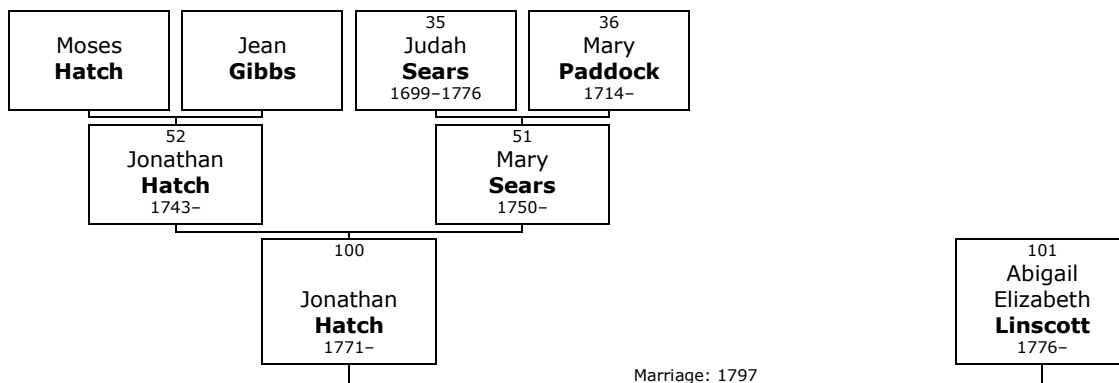 Moses
Hatch
Jean
Gibbs
35
Judah
Sears
1699–1776
36
Mary
Paddock
1714–
52
Jonathan
Hatch
1743–
51
Mary
Sears
1750–
100
Jonathan
Hatch
1771–
101
Abigail
Elizabeth
Linscott
1776–
Marriage: 1797